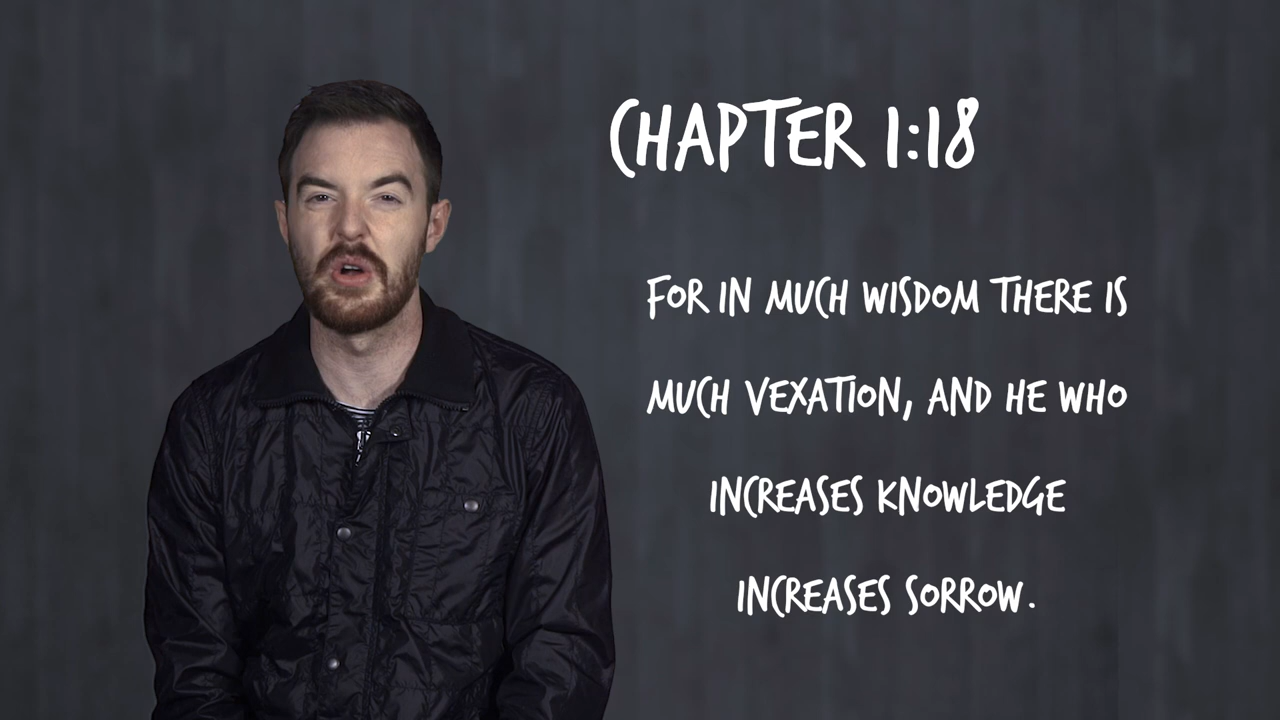 CHAPTER 1:18
FOR IN MUCH WISDOM THERE IS
MUCH VEXATION, AND HE WHO
INCREASES KNOWLEDGE
INCREASES SORROW.